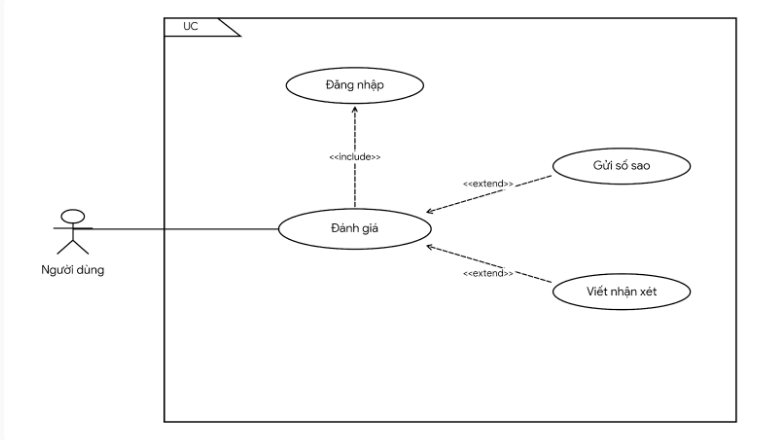 UC
Đăng nhập
<<include>>
Gửi số sao
<<extend>>
Đánh giá
Người dùng
<<extend>>
Viết nhận xét